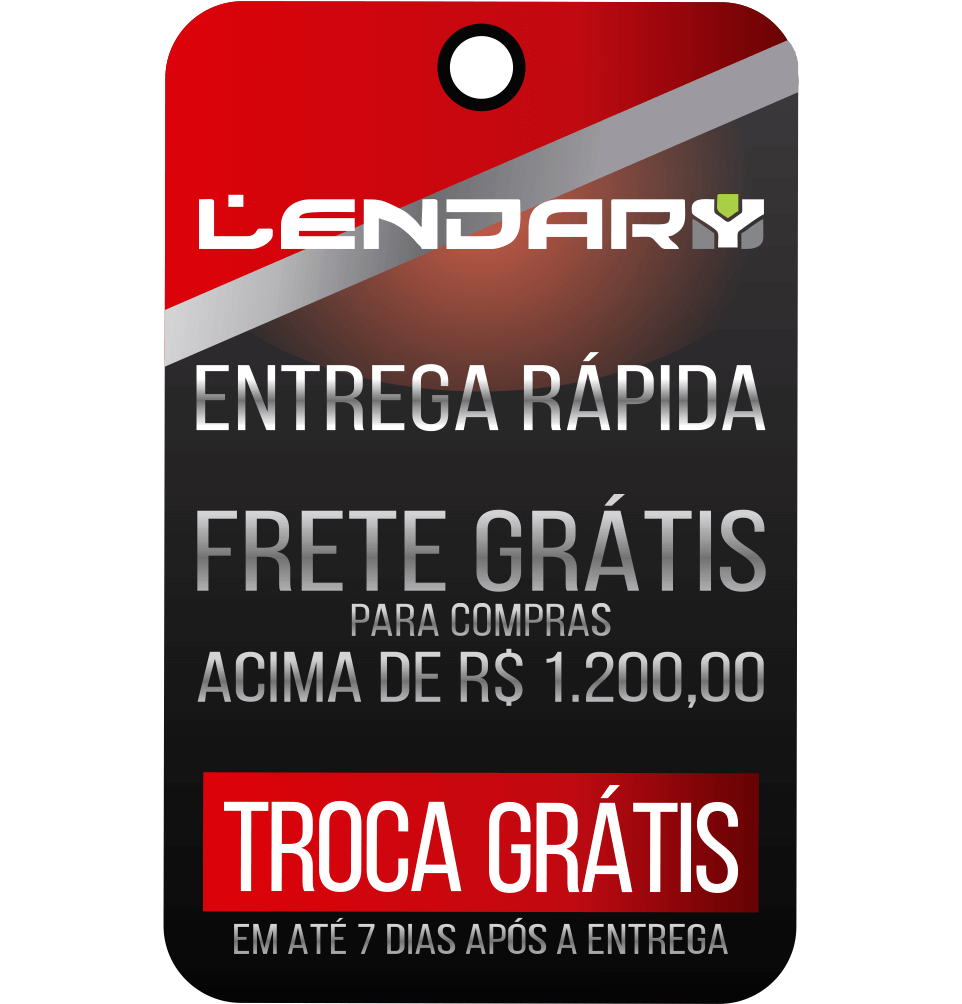 LENDARY
ENTREGA RÁPIDA
FRETE GRÁTIS
PARA COMPRAS
ACIMA DE R$ 1.200,00
TROCA GRÁTIS
EM ATÉ 7 DIAS APÓS A ENTREGA